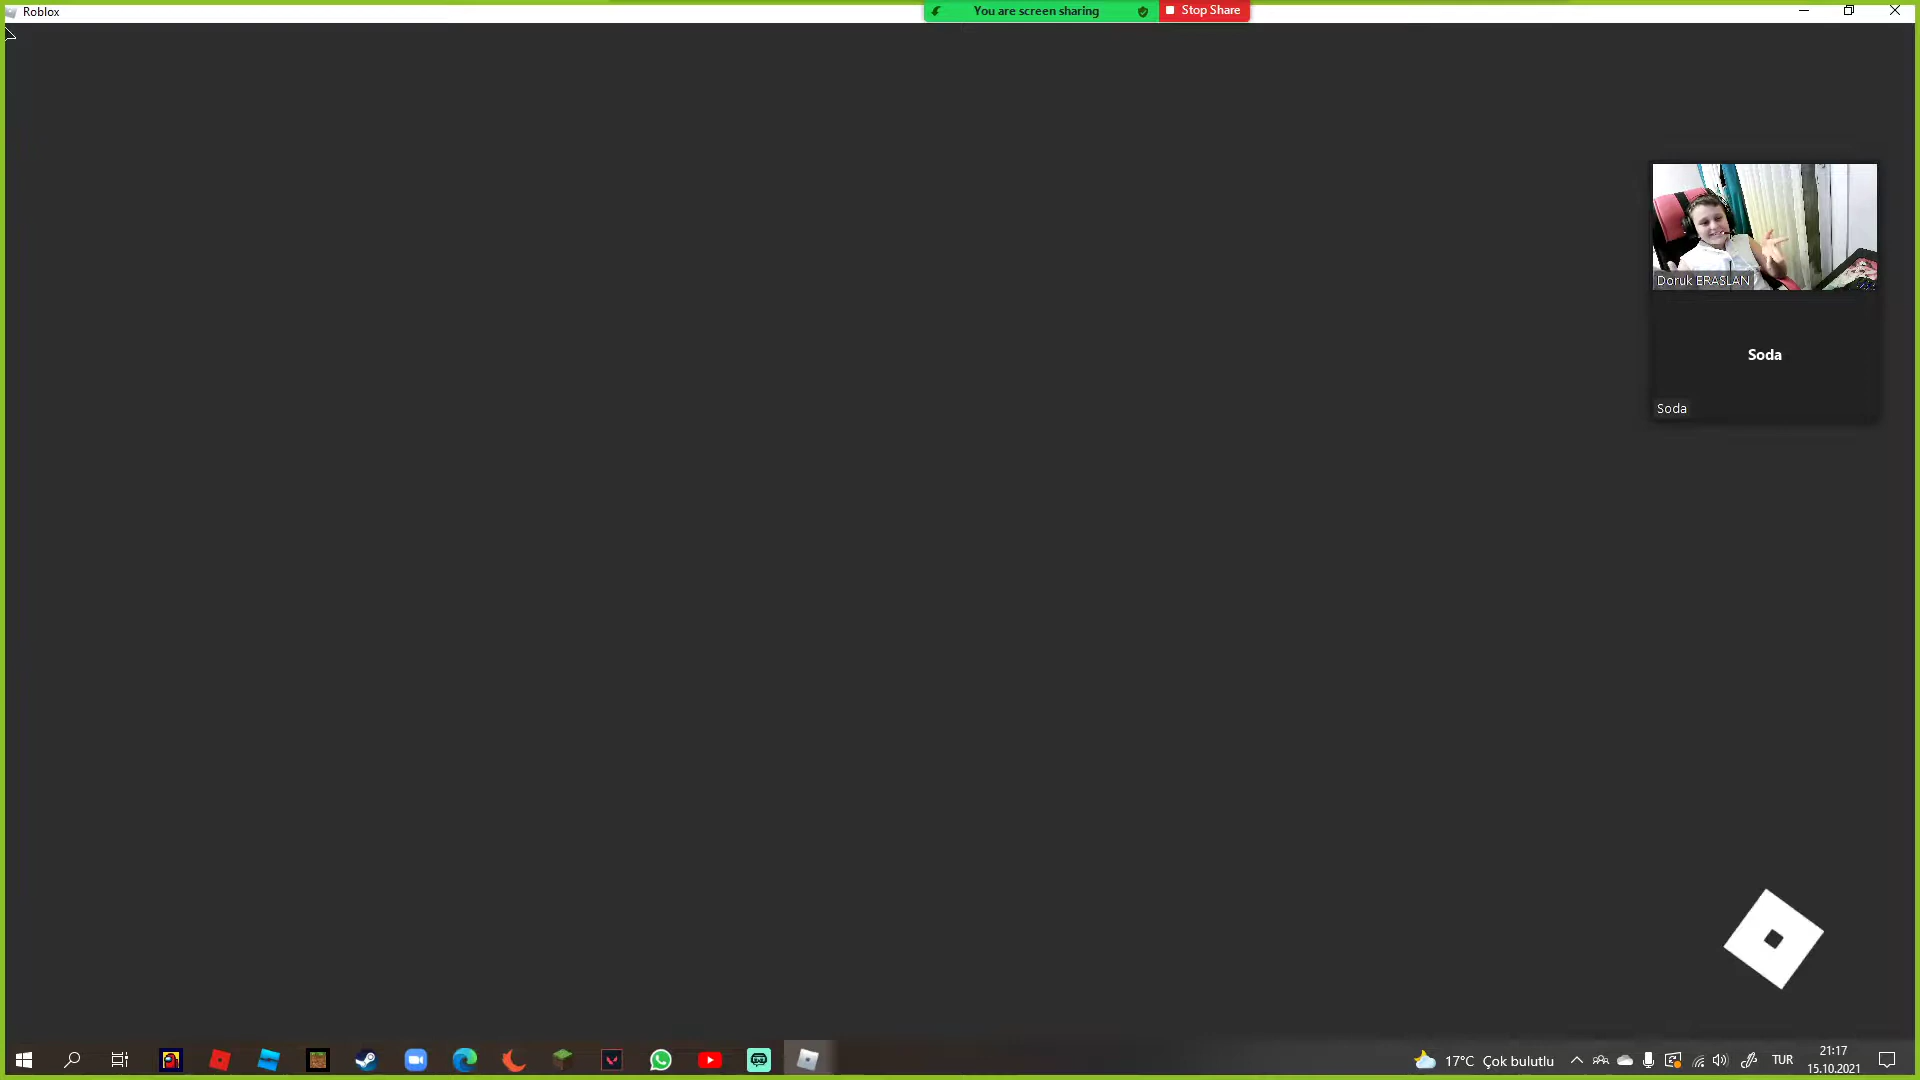 Roblox
You are screen sharing
Stop Share
Doruk ERASLAN
Soda
Soda
17°C Çok bulutlu
TUR
21:17
15.10.2021